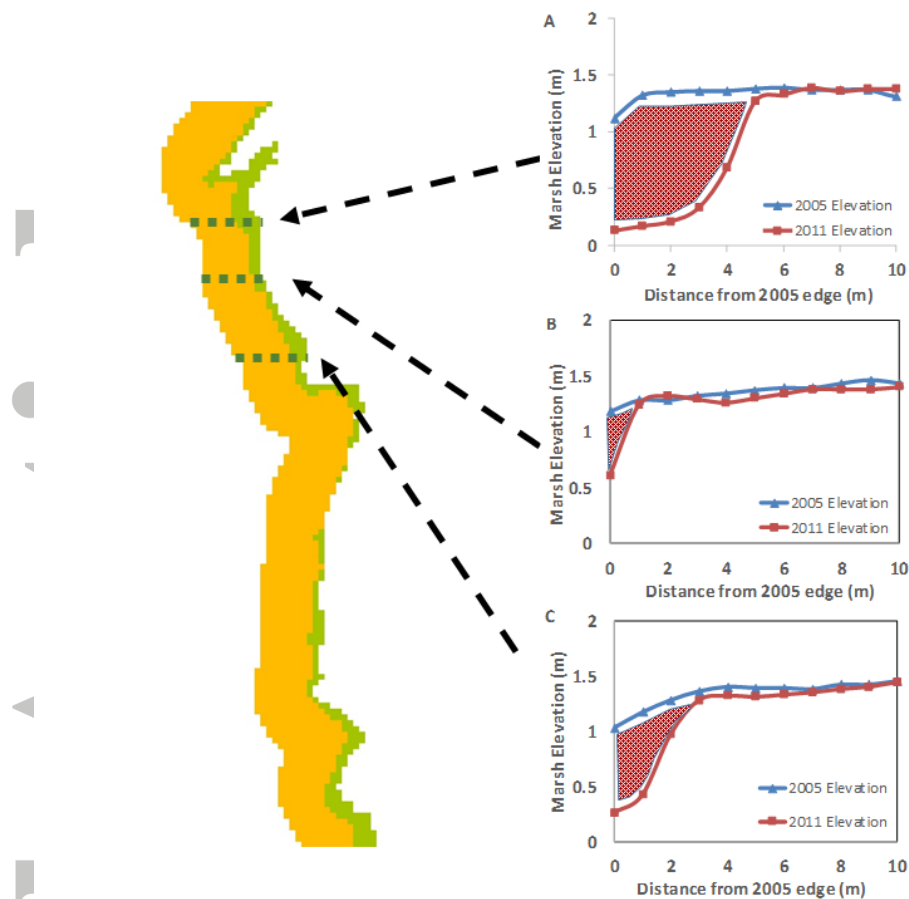 A
2
1.5
1
0.5
0
Marsh Elevation (m)
2005 Elevation
2011 Elevation
0 2 4 6 8 10
Distance from 2005 edge (m)
B
2
1.5
1
0.5
0
Marsh Elevation (m)
2005 Elevation
2011 Elevation
0 2 4 6 8 10
Distance from 2005 edge (m)
C
2
1.5
1
0.5
0
Marsh Elevation (m)
2005 Elevation
2011 Elevation
0 2 4 6 8 10
Distance from 2005 edge (m)